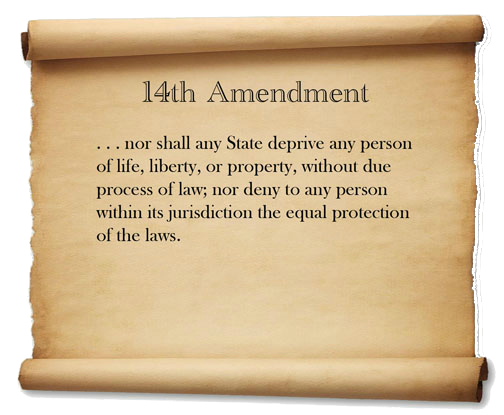 14th Amendment
. . . nor shall any State deprive any person
of life, liberty, or property, without due
process of law; nor deny to any person
within its jurisdiction the equal protection
of the laws.